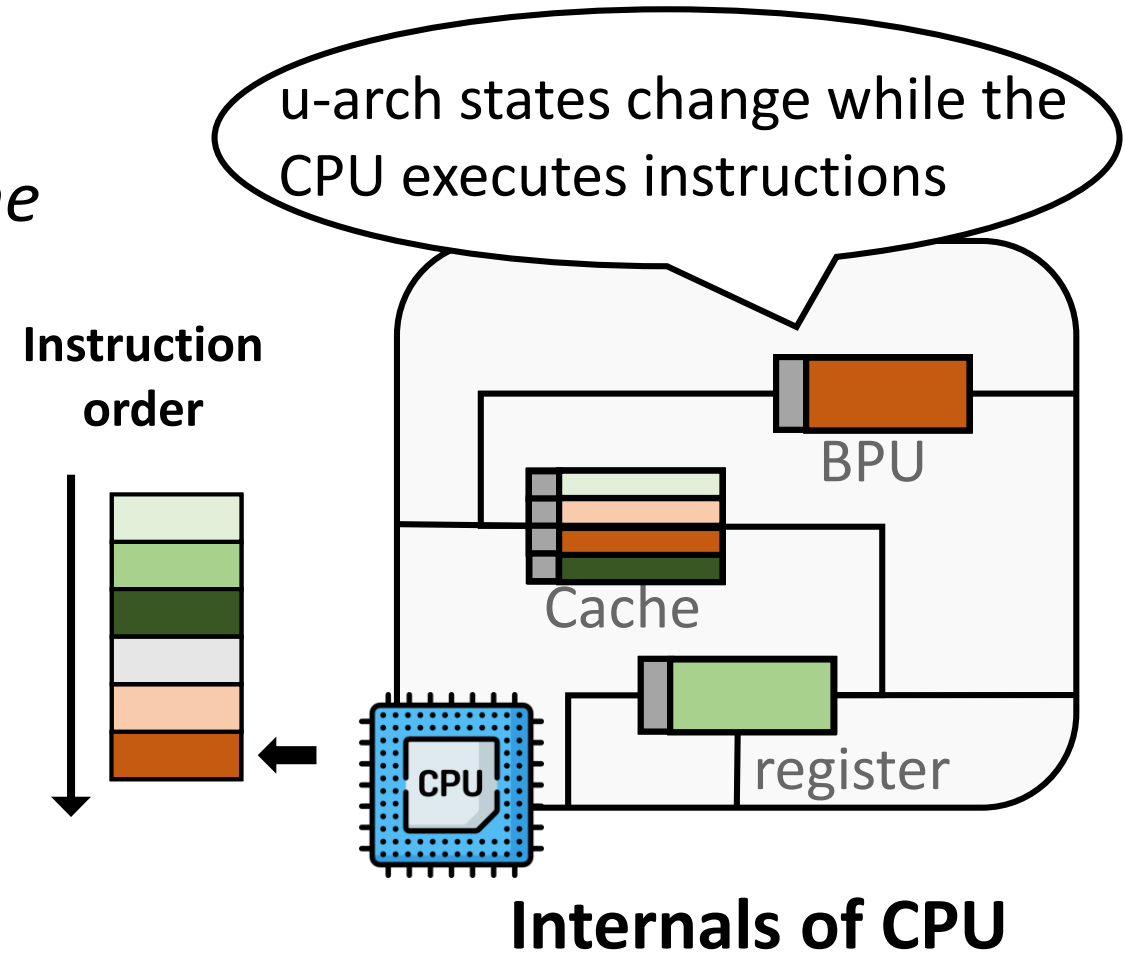 u-arch states change while the
CPU executes instructions
Instruction
order
BPU
Cache
register
CPU
Internals of CPU